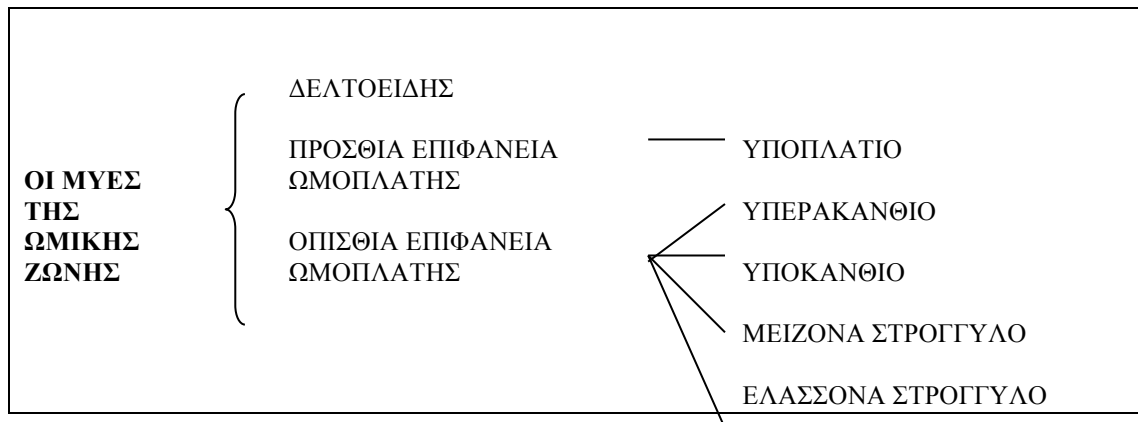 ΔΕΛΤΟΕΙΔΗΣ
ΠΡΟΣΘΙΑ ΕΠΙΦΑΝΕΙΑ
ΩΜΟΠΛΑΤΗΣ
ΥΠΟΠΛΑΤΙΟ
ΟΙ ΜΥΕΣ
ΤΗΣ
ΩΜΙΚΗΣ
ΖΩΝΗΣ
ΥΠΕΡΑΚΑΝΘΙΟ
ΟΠΙΣΘΙΑ ΕΠΙΦΑΝΕΙΑ
ΩΜΟΠΛΑΤΗΣ
ΥΠΟΚΑΝΘΙΟ
ΜΕΙΖΟΝΑ ΣΤΡΟΓΓΥΛΟ
ΕΛΑΣΣΟΝΑ ΣΤΡΟΓΓΥΛΟ